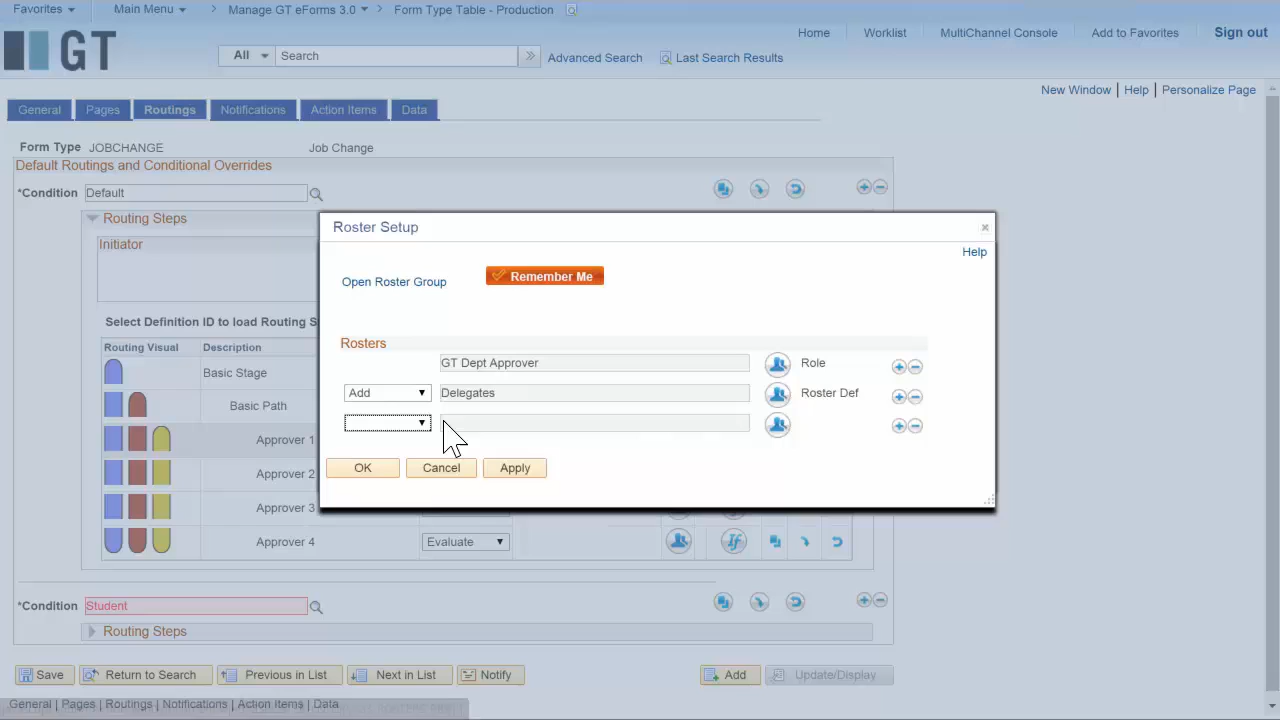 Favorites Main Menu > Manage GT eForms 3.0 > Form Type Table - Production
Home Worklist MultiChannel Console Add to Favorites Sign out
GT
All Search » Advanced Search Last Search Results
New Window | Help | Personalize Page
General Pages Routings Notifications Action Items Data
Form Type JOBCHANGE Job Change
Default Routings and Conditional Overrides
*Condition Default
Routing Steps
Initiator
Select Definition ID to load Routing S
Routing Visual Description
Basic Stage
Basic Path
Approver 1
Approver 2
Approver 3
Approver 4 Evaluate If
Roster Setup
Help
Open Roster Group Remember Me
Rosters
GT Dept Approver Role
Add Delegates Roster Def
OK Cancel Apply
*Condition Student
Routing Steps
Save Return to Search Previous in List Next in List Notify Add Update/Display
General | Pages | Routings | Notifications | Action Items | Data